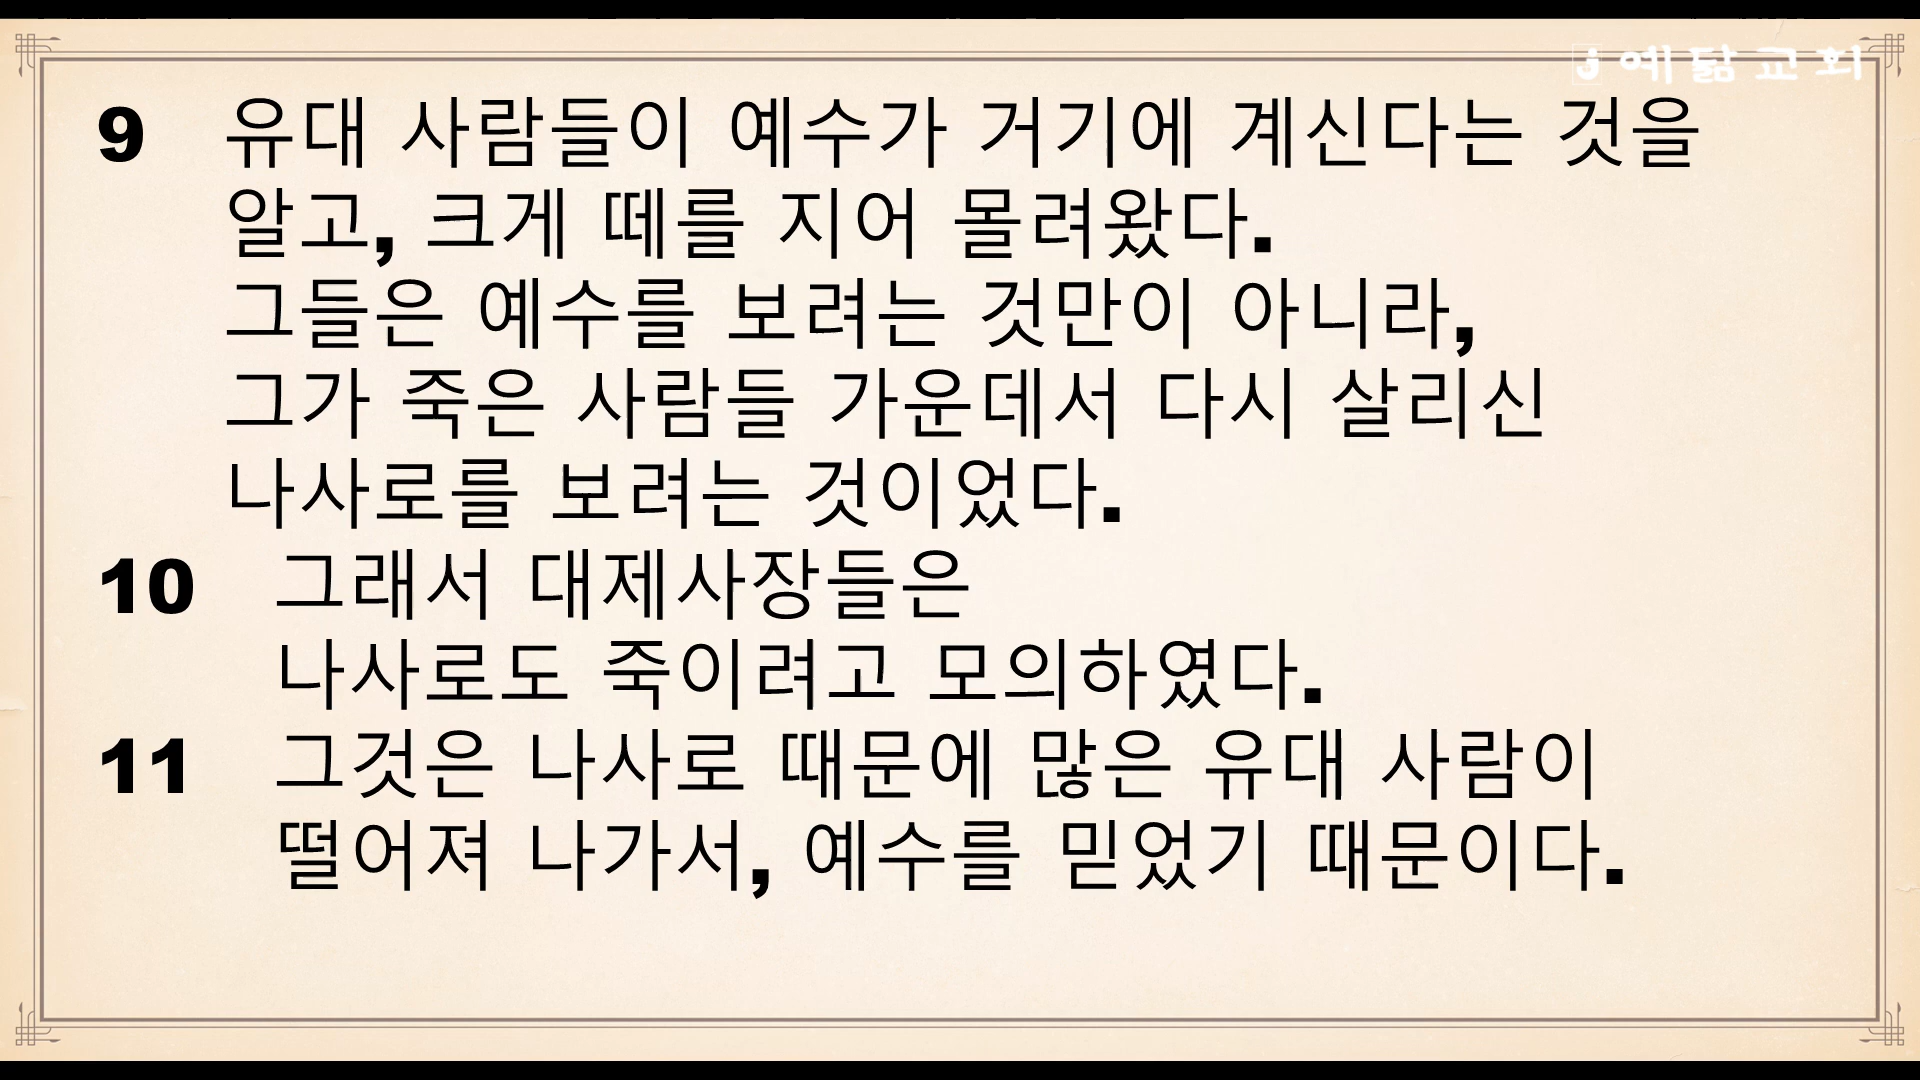 예닮교회
9 유대 사람들이 예수가 거기에 계신다는 것을
알고, 크게 떼를 지어 몰려왔다.
그들은 예수를 보려는 것만이 아니라,
그가 죽은 사람들 가운데서 다시 살리신
나사로를 보려는 것이었다.
10 그래서 대제사장들은
나사로도 죽이려고 모의하였다.
11 그것은 나사로 때문에 많은 유대 사람이
떨어져 나가서, 예수를 믿었기 때문이다.